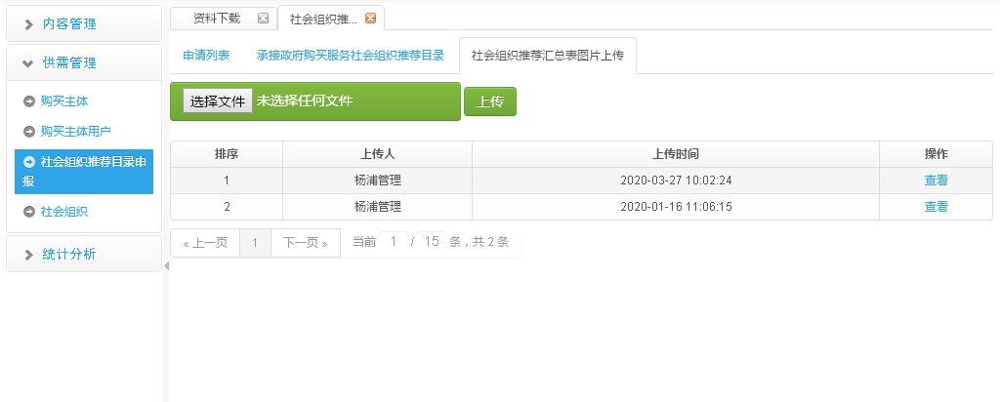 内容管理
供需管理
购买主体
购买主体用户
社会组织推荐目录申
报
社会组织
统计分析
资料下载
社会组织推...
申请列表
承接政府购买服务社会组织推荐目录
社会组织推荐汇总表图片上传
选择文件 未选择任何文件
上传
排序 上传人 上传时间 操作
1 杨浦管理 2020-03-27 10:02:24 查看
2 杨浦管理 2020-01-16 11:06:15 查看
« 上一页 1 下一页 » 当前 1 / 15 条，共 2 条